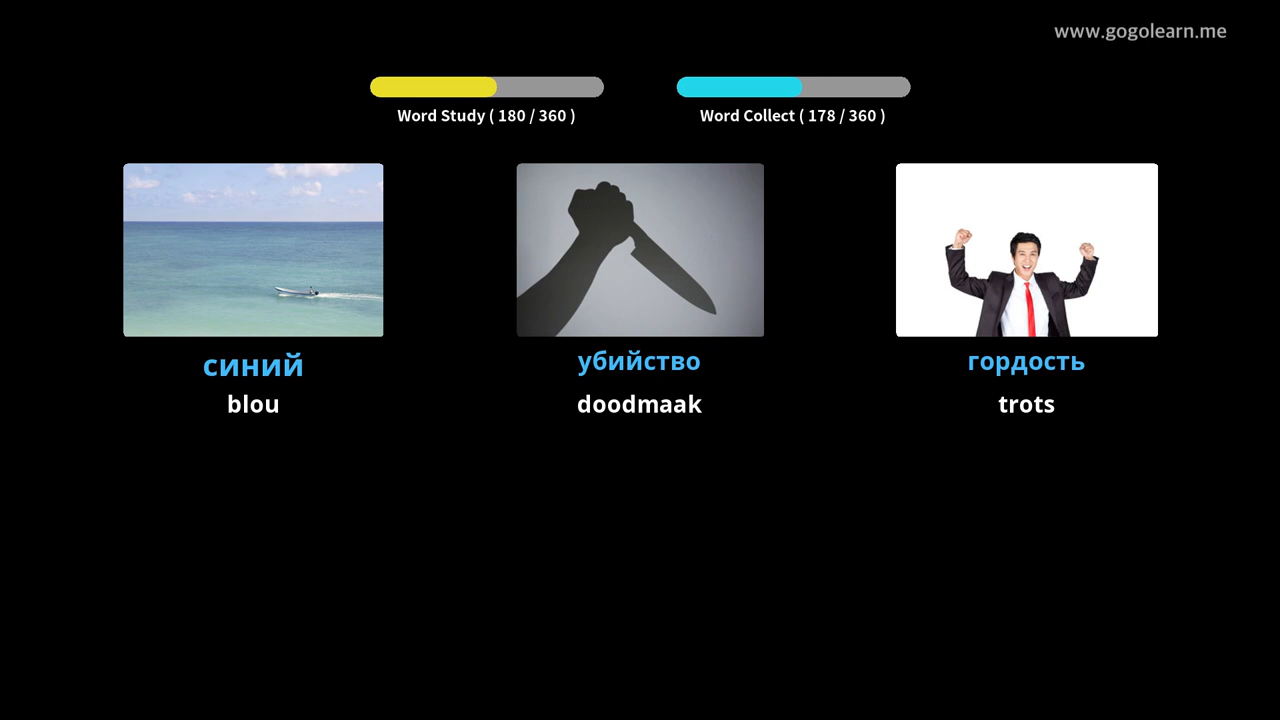 www.gogolearn.me
Word Study ( 180 / 360 )
Word Collect ( 178 / 360 )
синий
убийство
гордость
blou
doodmaak
trots